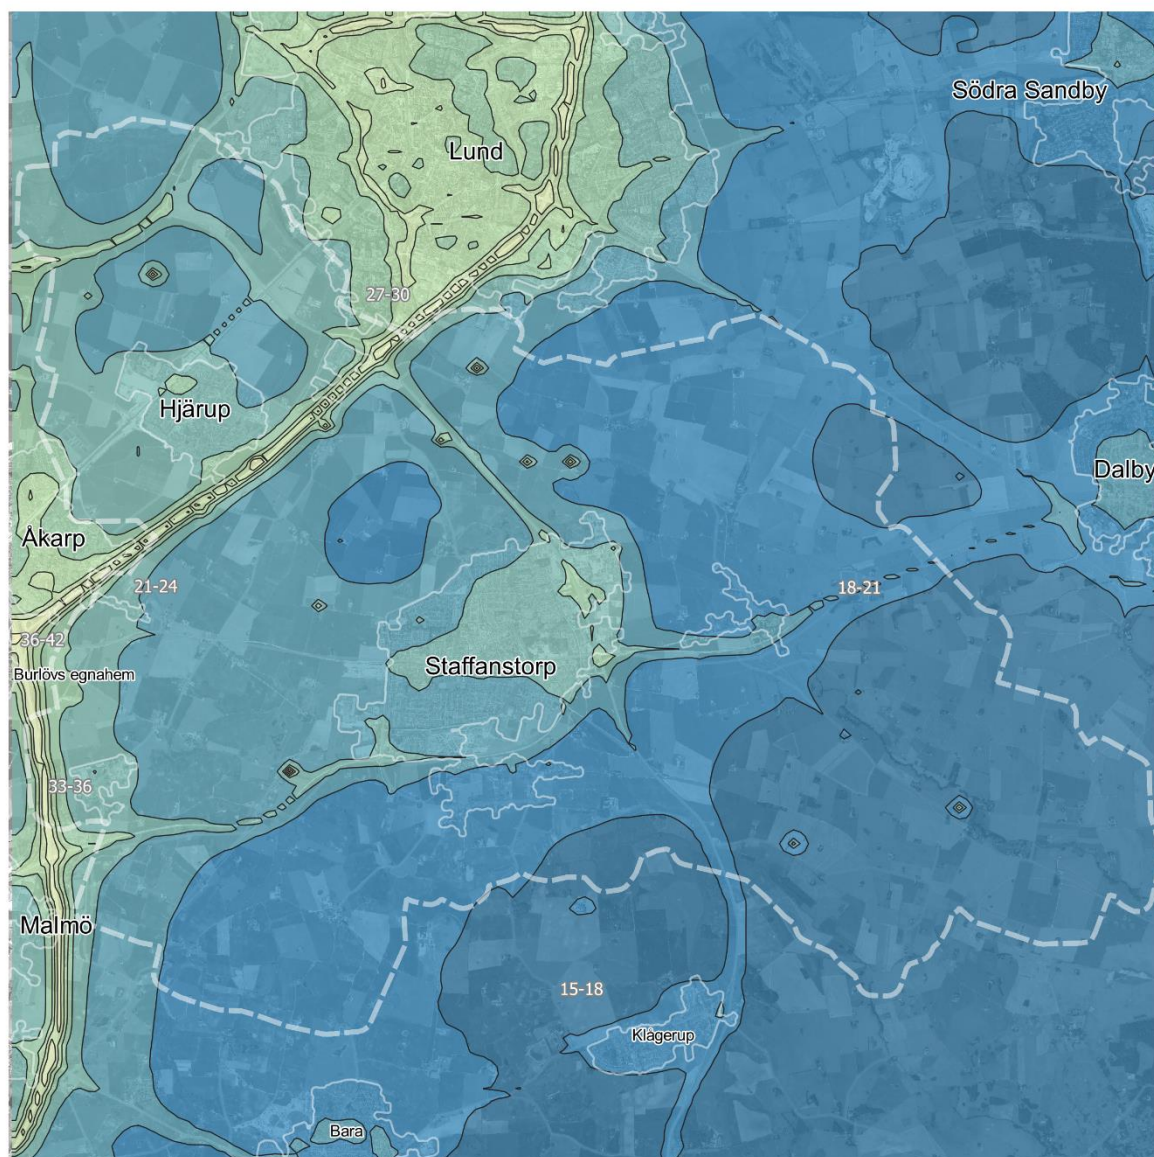 Södra Sandby
Lund
27-30
Hjärup
Dalby
Åkarp
21-24
18-21
36-42
Burlövs egnahem
Staffanstorp
33-36
Malmö
15-18
Klågerup
Bara